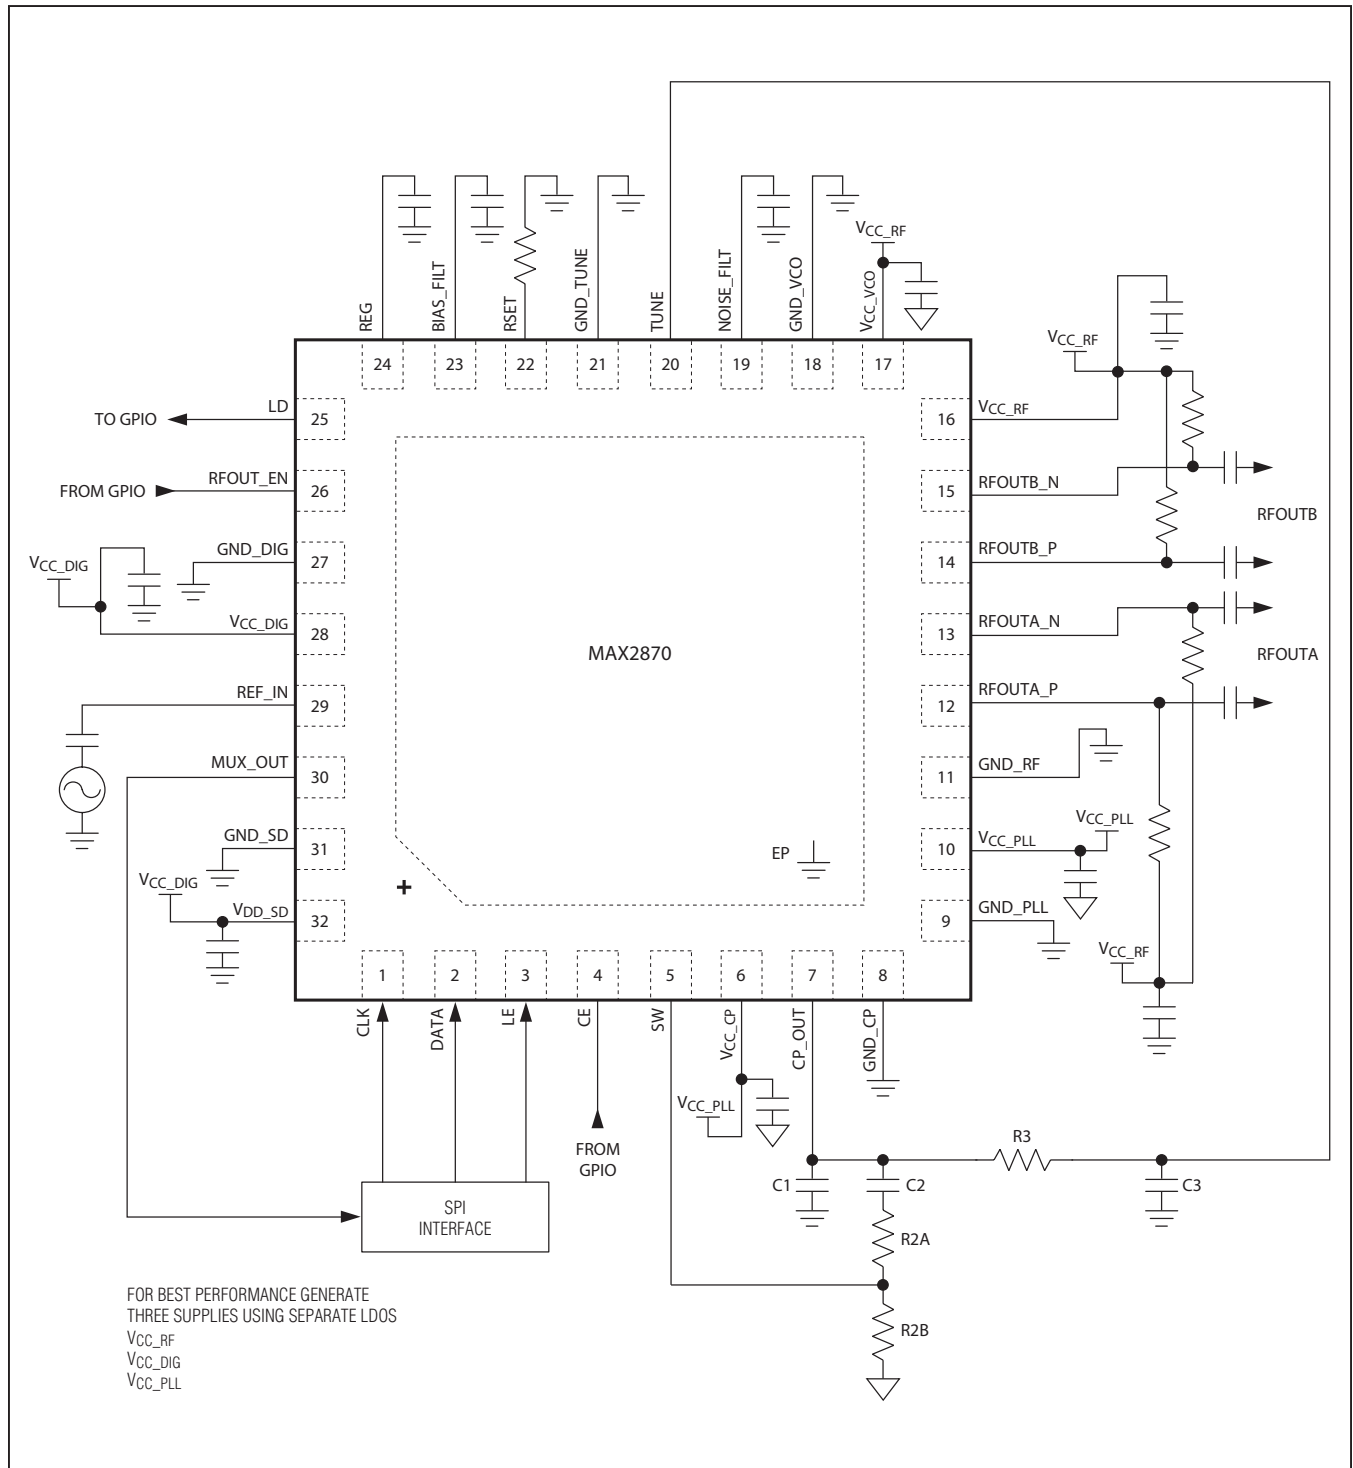 REG
BIAS_FILT
RSET
GND_TUNE
TUNE
NOISE_FILT
GND_VCO
VCC_VCO
VCC_RF
24
23
22
21
20
19
18
17
TO GPIO
LD
25
FROM GPIO
RFOUT_EN
26
GND_DIG
27
VCC_DIG
VCC_DIG
28
REF_IN
29
MUX_OUT
30
GND_SD
31
VCC_DIG
VDD_SD
32
MAX2870
EP
+
16
VCC_RF
VCC_RF
15
RFOUTB_N
RFOUTB
14
RFOUTB_P
13
RFOUTA_N
RFOUTA
12
RFOUTA_P
11
GND_RF
10
VCC_PLL
VCC_PLL
9
GND_PLL
VCC_RF
1
2
3
4
5
6
7
8
CLK
DATA
LE
CE
SW
VCC_CP
CP_OUT
GND_CP
VCC_PLL
FROM
GPIO
SPI
INTERFACE
C1
C2
R3
C3
R2A
R2B
FOR BEST PERFORMANCE GENERATE
THREE SUPPLIES USING SEPARATE LDOS
VCC_RF
VCC_DIG
VCC_PLL